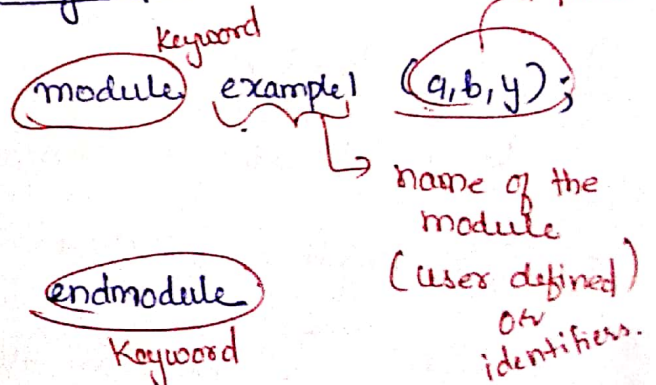 Keyword
module example1 (a,b,y);
name of the
module
(user defined)
or
identifiers.
endmodule
Keyword